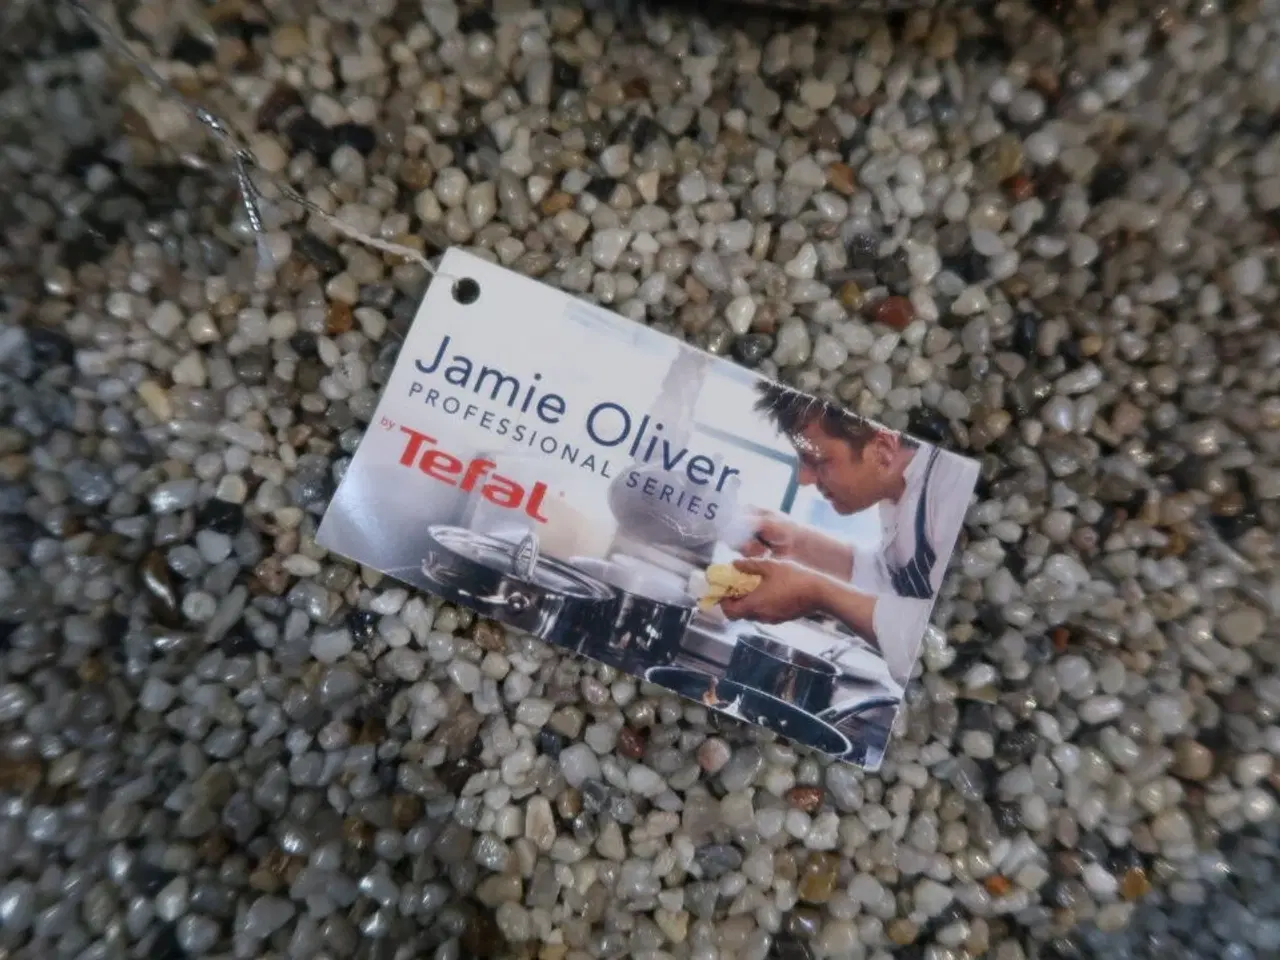 Jamie Oliver
PROFESSIONAL SERIES
by Tefal